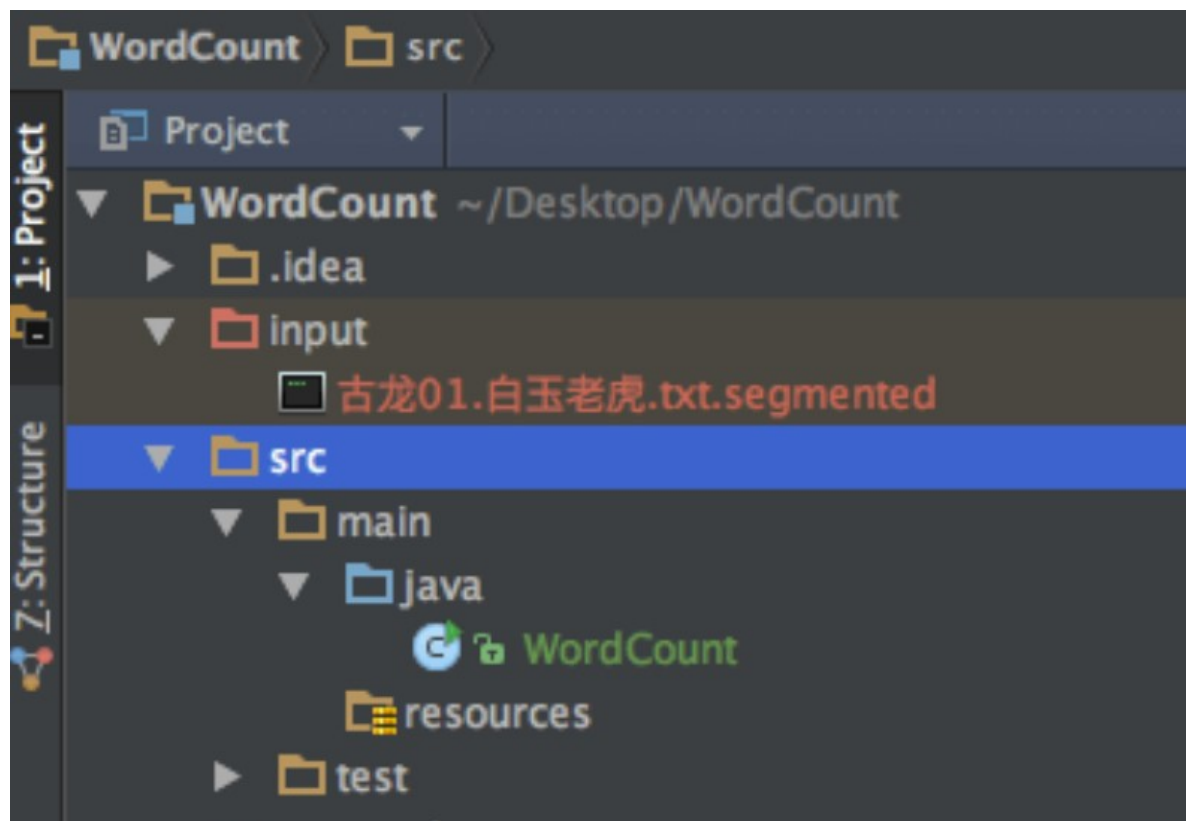 WordCount src
Project
1: Project
WordCount ~/Desktop/WordCount
.idea
input
古龙01.白玉老虎.txt.segmented
src
main
java
WordCount
resources
test
7: Structure